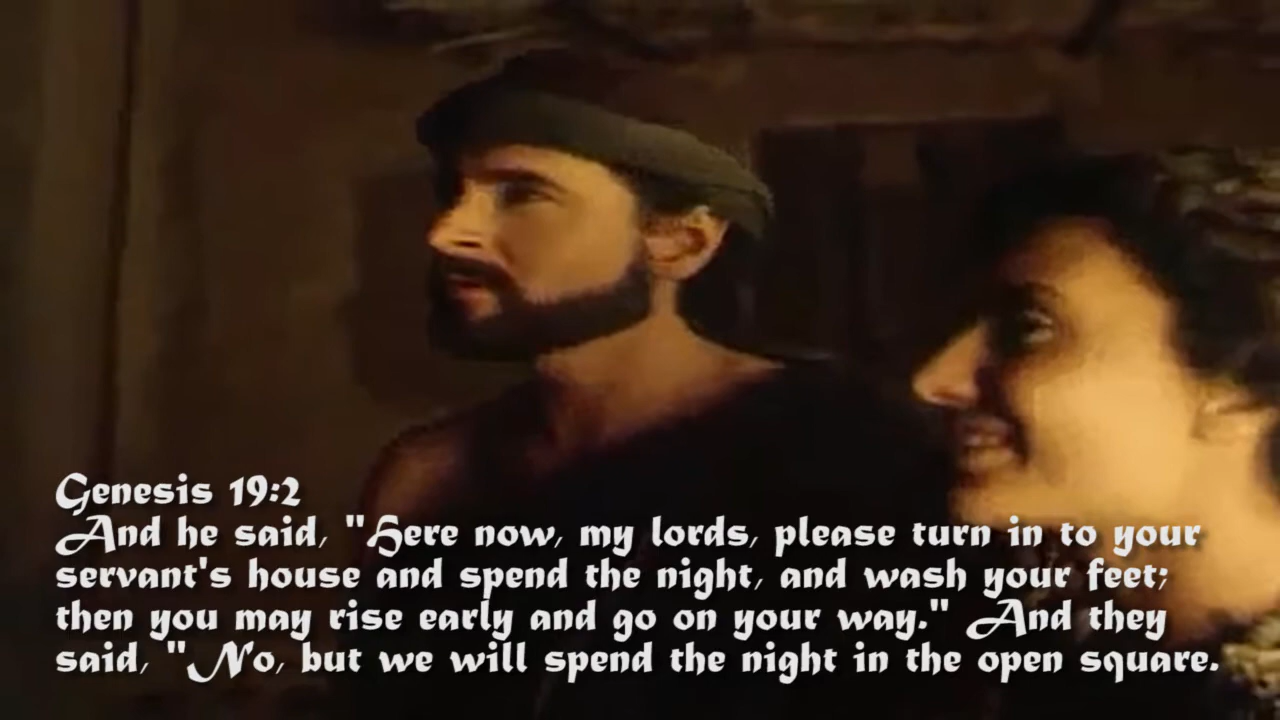 Genesis 19:2
And he said, "Here now, my lords, please turn in to your
servant's house and spend the night, and wash your feet;
then you may rise early and go on your way." And they
said, "No, but we will spend the night in the open square.